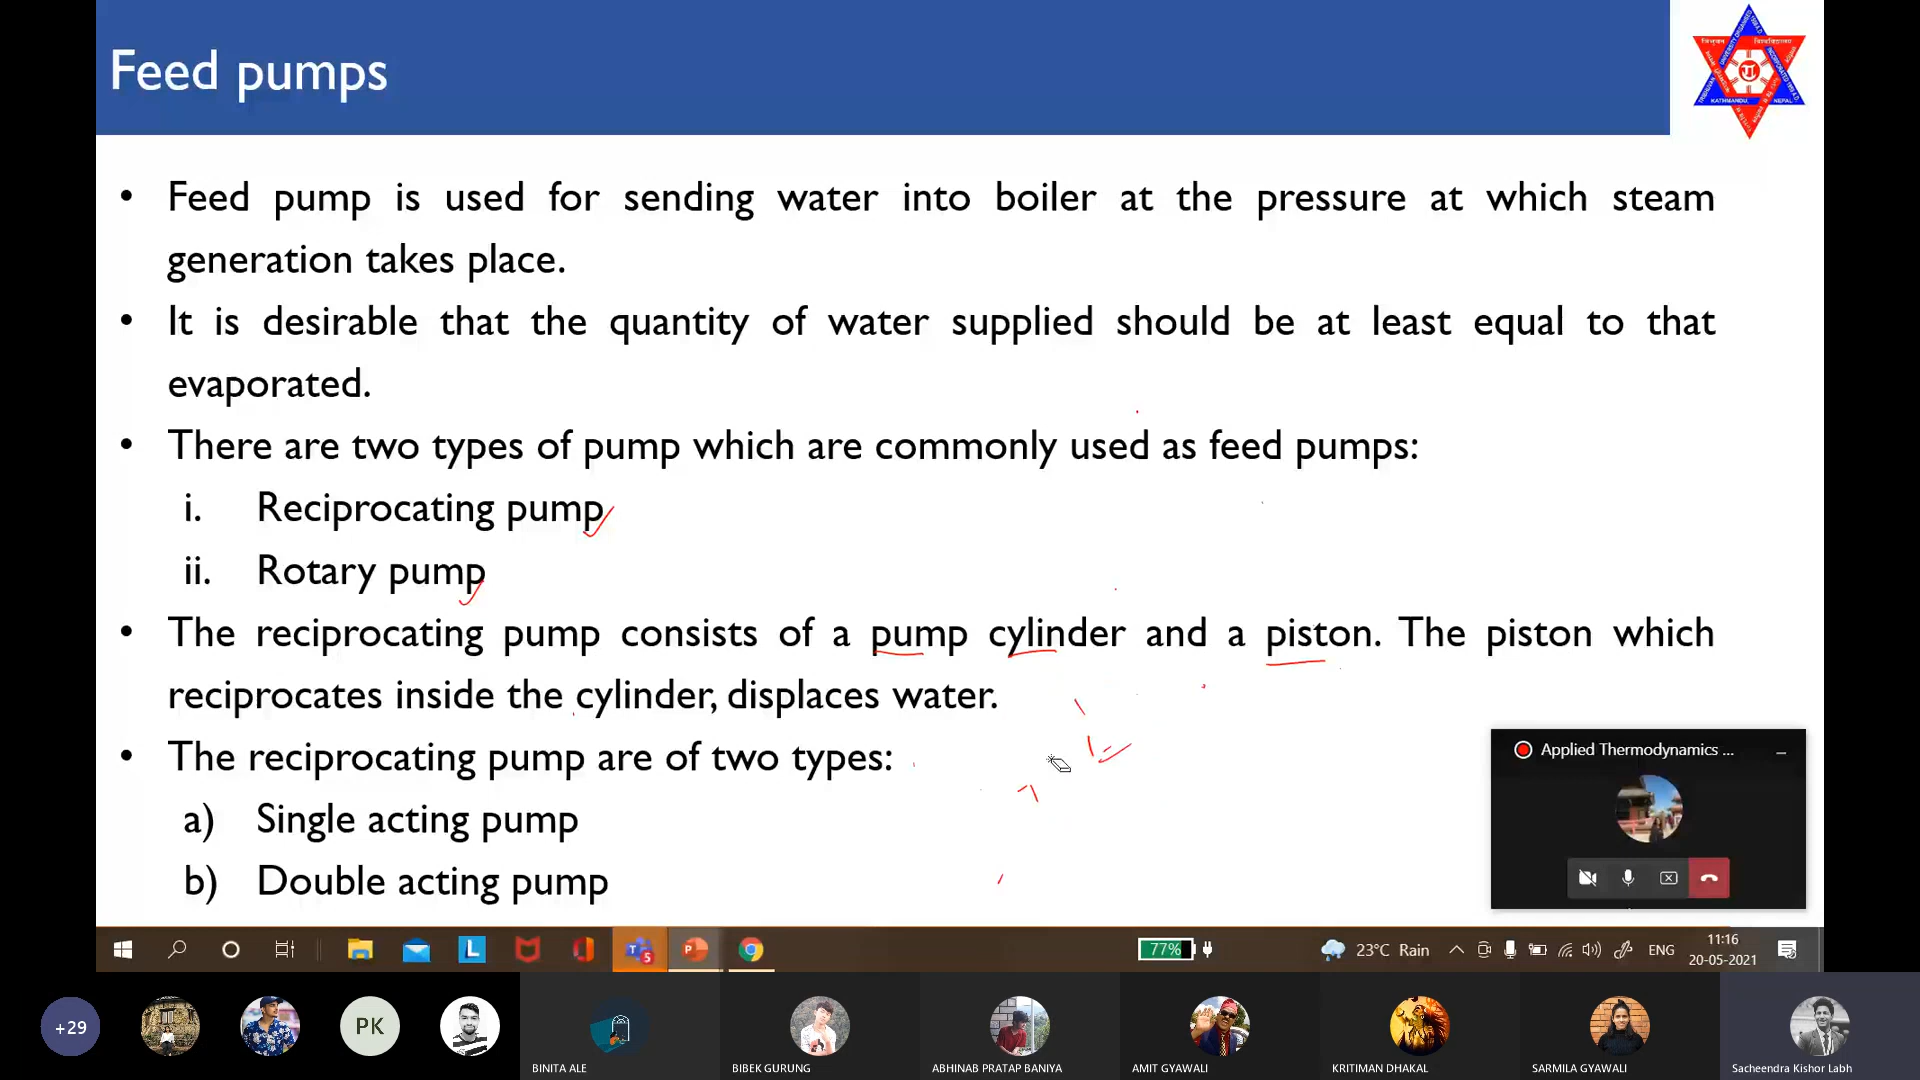 Feed pumps
KATHMANDU, NEPAL
• Feed pump is used for sending water into boiler at the pressure at which steam
generation takes place.
• It is desirable that the quantity of water supplied should be at least equal to that
evaporated.
• There are two types of pump which are commonly used as feed pumps:
i. Reciprocating pump
ii. Rotary pump
• The reciprocating pump consists of a pump cylinder and a piston. The piston which
reciprocates inside the cylinder, displaces water.
• The reciprocating pump are of two types:
a) Single acting pump
b) Double acting pump
Applied Thermodynamics ...
L
5
77%
23°C Rain
ENG
11:16
20-05-2021
+29
PK
BINITA ALE
BIBEK GURUNG
ABHINAB PRATAP BANIYA
AMIT GYAWALI
KRITIMAN DHAKAL
SARMILA GYAWALI
Sacheendra Kishor Labh